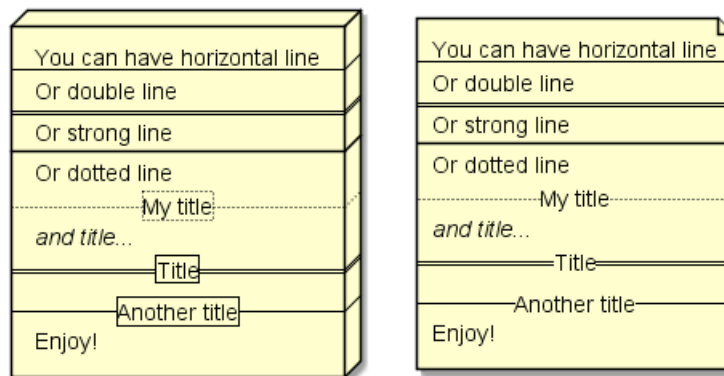 You can have horizontal line
Or double line
Or strong line
Or dotted line
My title
and title...
Title
Another title
Enjoy!
You can have horizontal line
Or double line
Or strong line
Or dotted line
My title
and title...
Title
Another title
Enjoy!